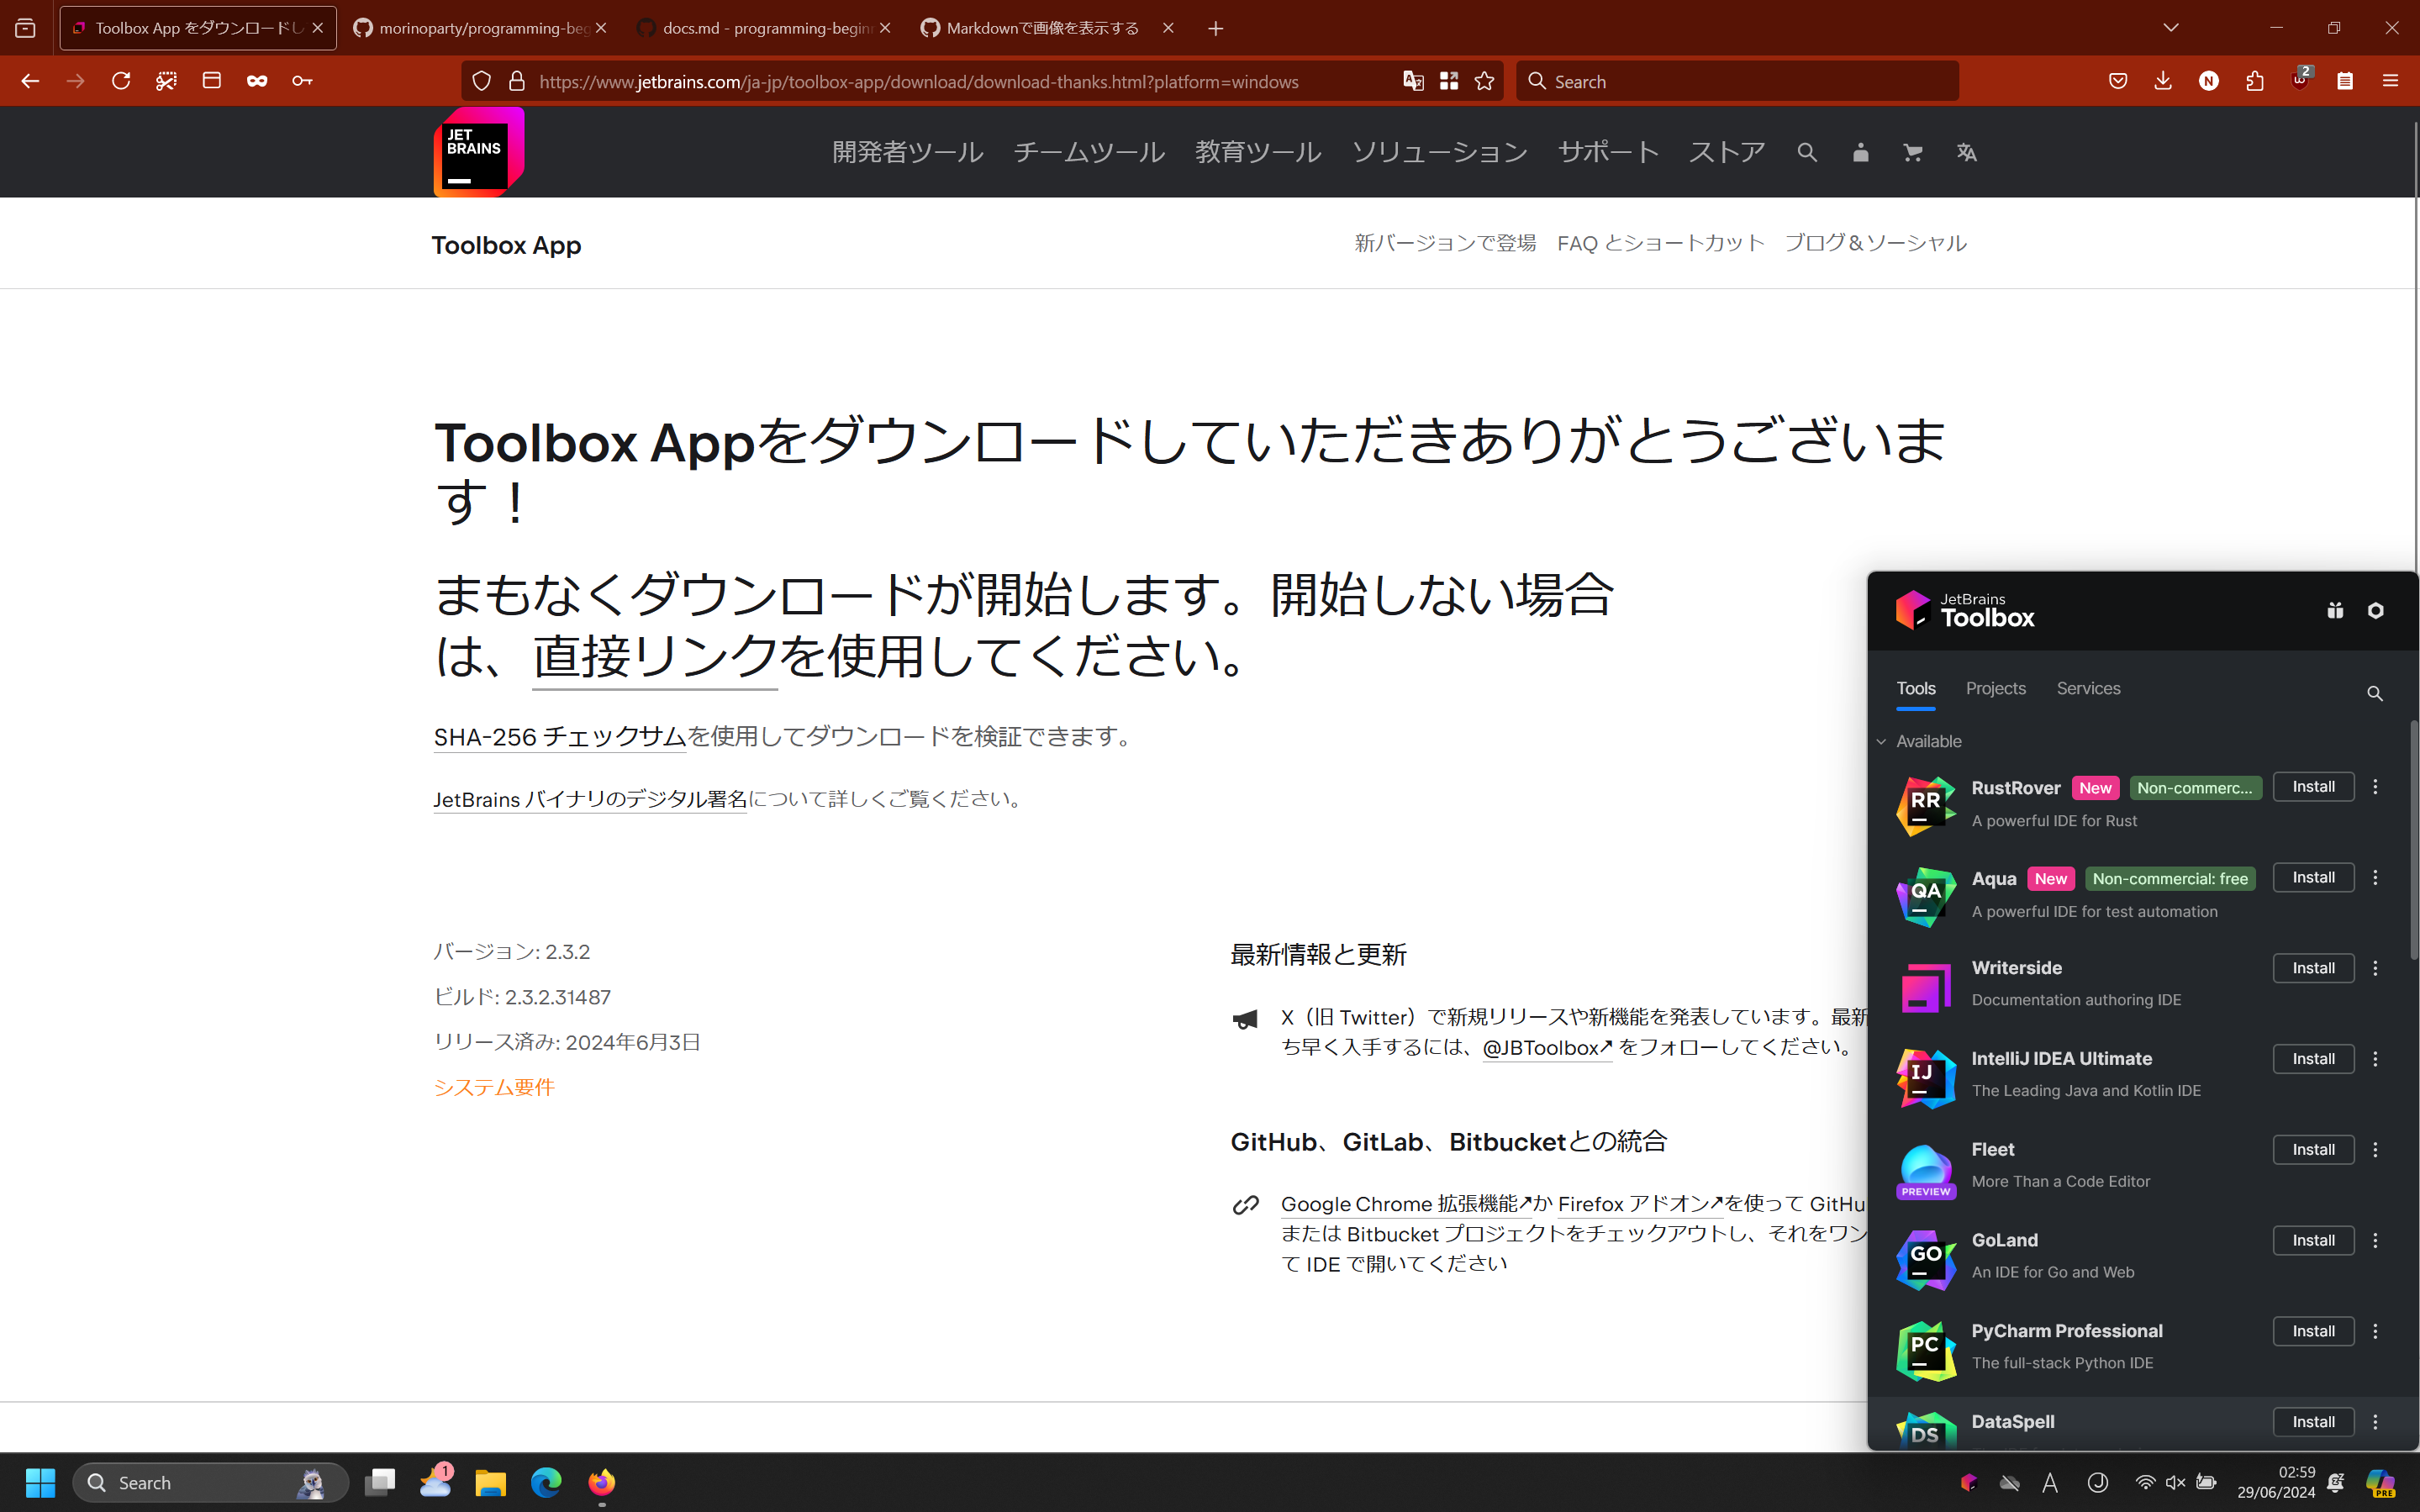 Toolbox App をダウンロードし
morinoparty/programming-beg
docs.md - programming-beginn
Markdownで画像を表示する
https://www.jetbrains.com/ja-jp/toolbox-app/download/download-thanks.html?platform=windows
Search
2
JET
BRAINS
開発者ツール チームツール 教育ツール ソリューション サポート ストア
Toolbox App
新バージョンで登場 FAQ とショートカット ブログ＆ソーシャル
Toolbox Appをダウンロードしていただきありがとうございま
す！
まもなくダウンロードが開始します。開始しない場合
は、直接リンクを使用してください。
SHA-256 チェックサムを使用してダウンロードを検証できます。
JetBrains バイナリのデジタル署名について詳しくご覧ください。
バージョン: 2.3.2
ビルド: 2.3.2.31487
リリース済み: 2024年6月3日
システム要件
最新情報と更新
X（旧 Twitter）で新規リリースや新機能を発表しています。最新
ち早く入手するには、@JBToolbox↗ をフォローしてください。
GitHub、GitLab、Bitbucketとの統合
Google Chrome 拡張機能↗か Firefox アドオン↗を使って GitHu
または Bitbucket プロジェクトをチェックアウトし、それをワン
て IDE で開いてください
JetBrains
Toolbox
Tools Projects Services
Available
RR
RustRover New Non-commerc... Install
A powerful IDE for Rust
QA
Aqua New Non-commercial: free Install
A powerful IDE for test automation
Writerside Install
Documentation authoring IDE
IJ
IntelliJ IDEA Ultimate Install
The Leading Java and Kotlin IDE
Fleet Install
More Than a Code Editor
PREVIEW
GO
GoLand Install
An IDE for Go and Web
PC
PyCharm Professional Install
The full-stack Python IDE
DS
DataSpell Install
Search
1
A
02:59
29/06/2024
PRE